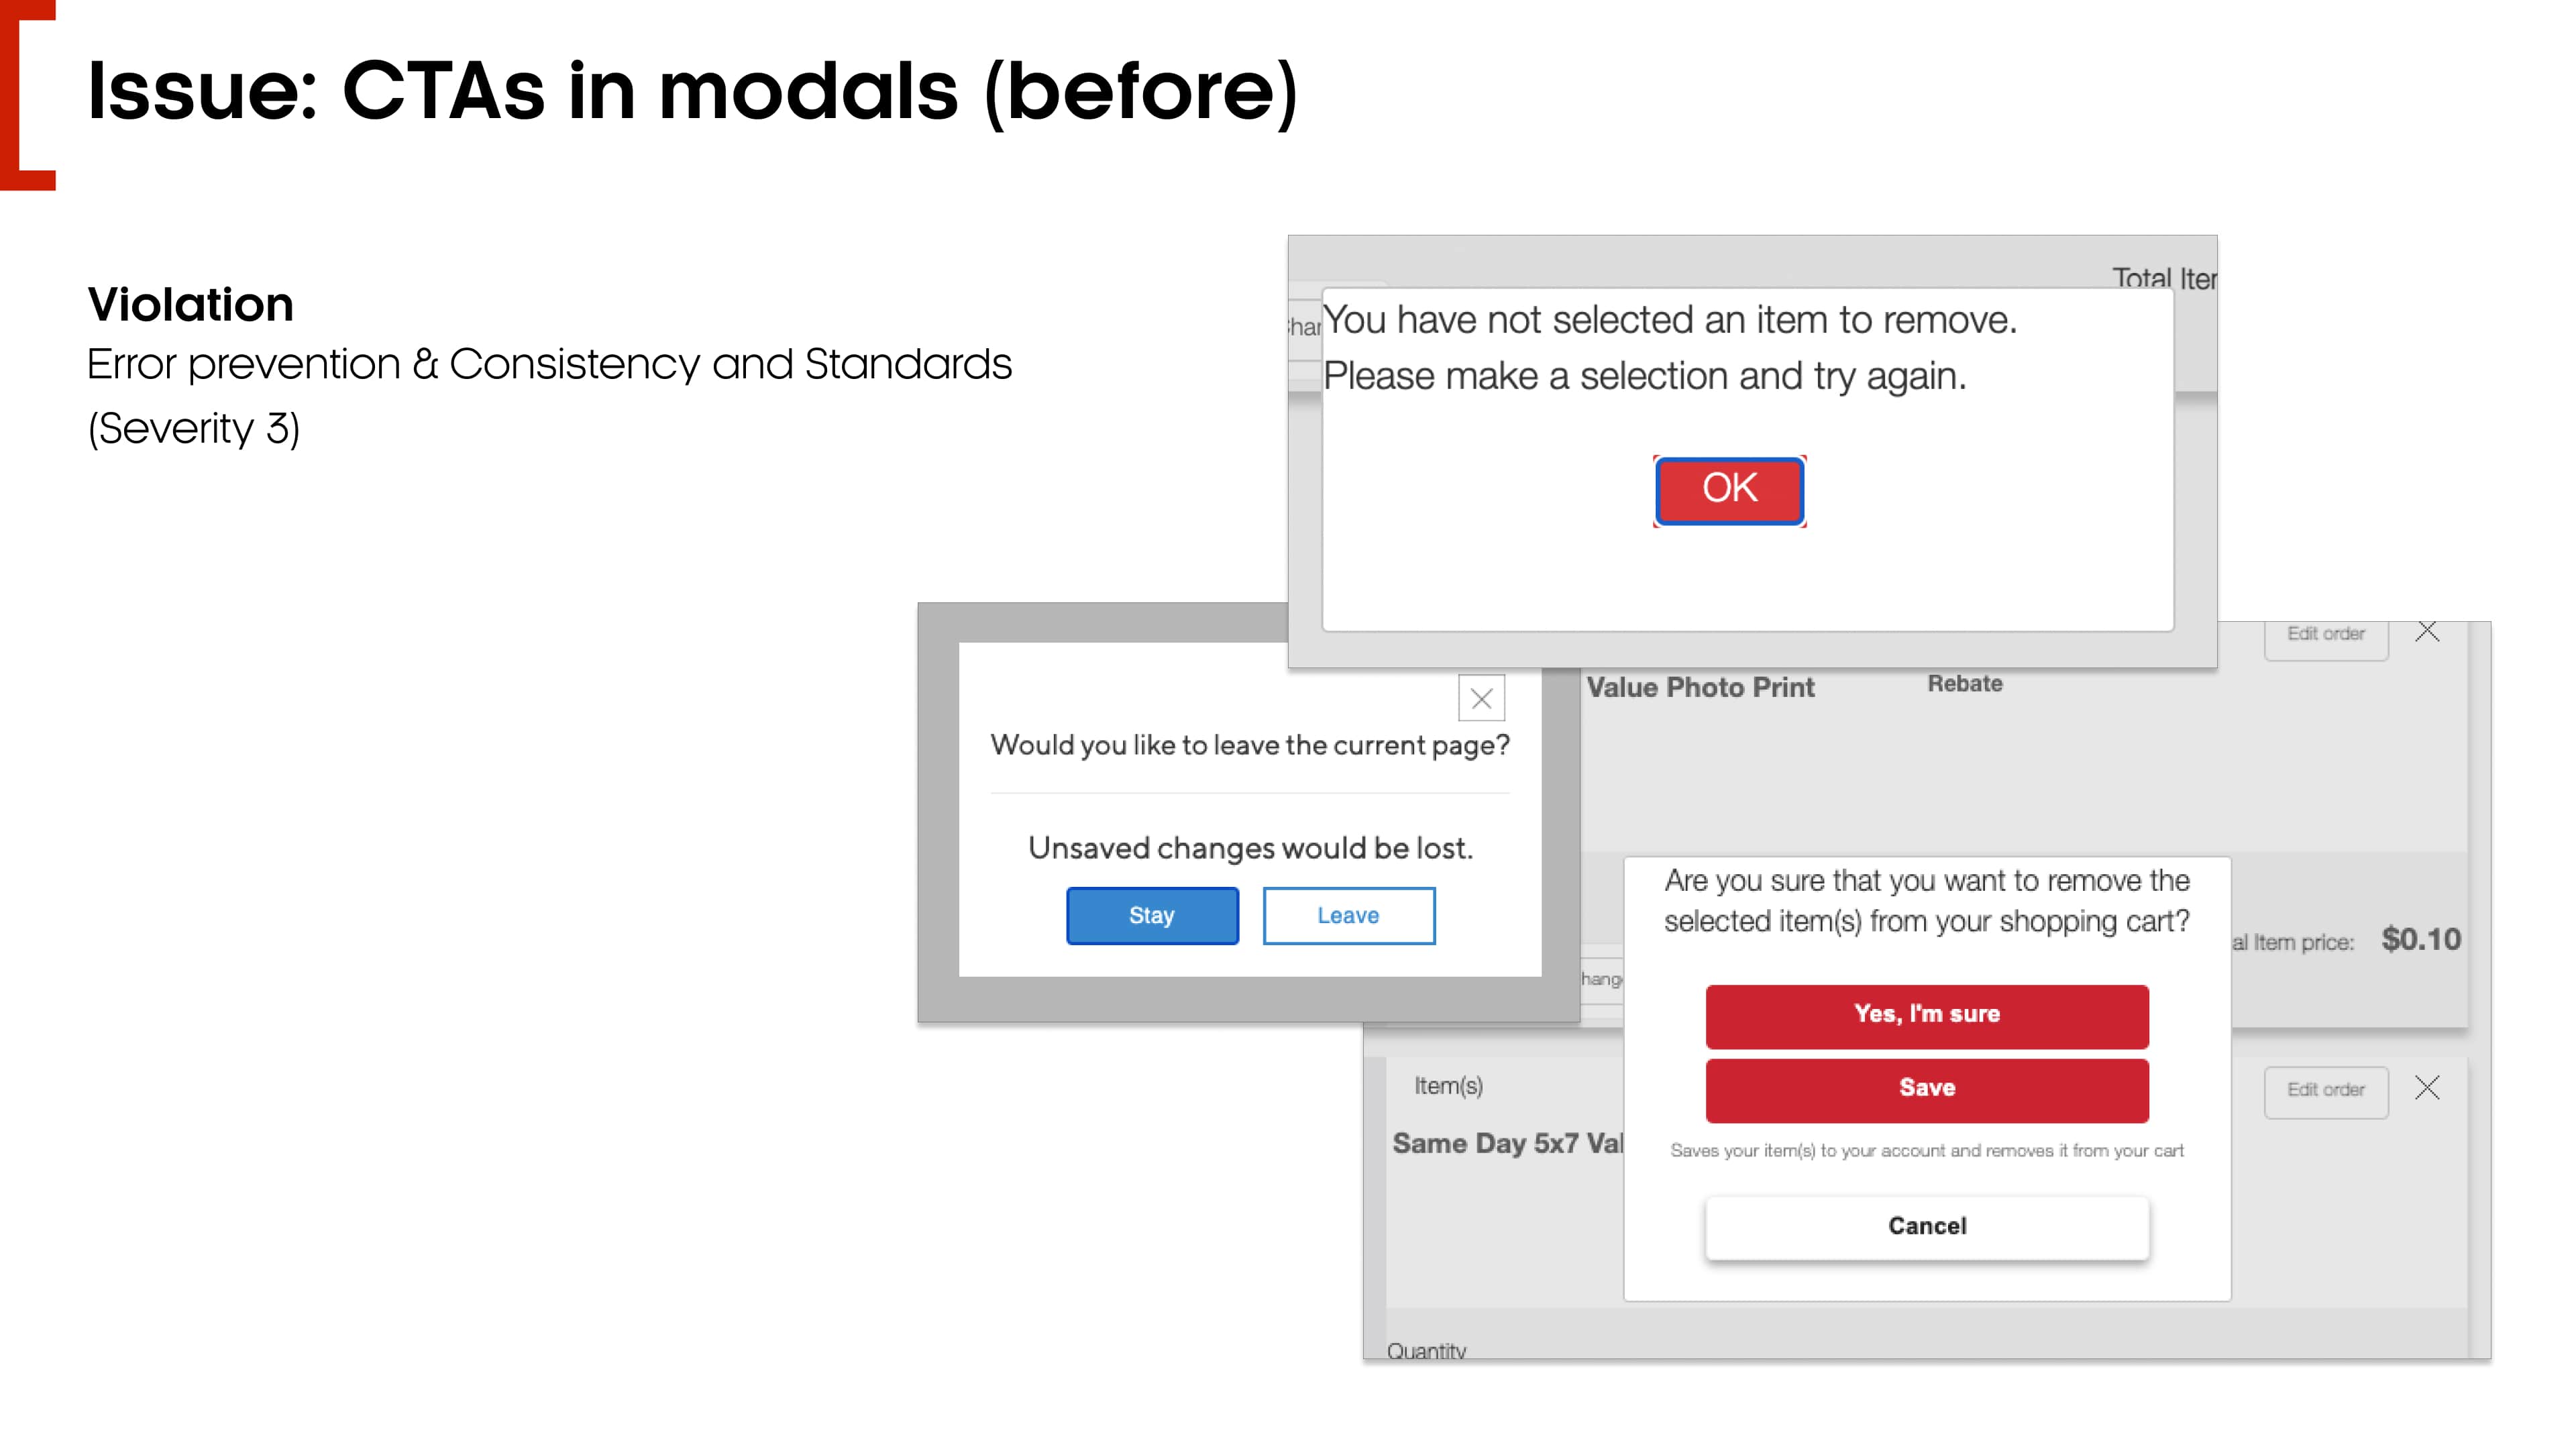 Issue: CTAs in modals (before)
Violation
Error prevention & Consistency and Standards
(Severity 3)
Total Iter
You have not selected an item to remove.
Please make a selection and try again.
OK
Would you like to leave the current page?
Unsaved changes would be lost.
Stay
Leave
Edit order
Value Photo Print
Rebate
Are you sure that you want to remove the
selected item(s) from your shopping cart?
al Item price: $0.10
Yes, I'm sure
Save
Saves your item(s) to your account and removes it from your cart
Cancel
Item(s)
Edit order
Same Day 5x7 Val
Quantity